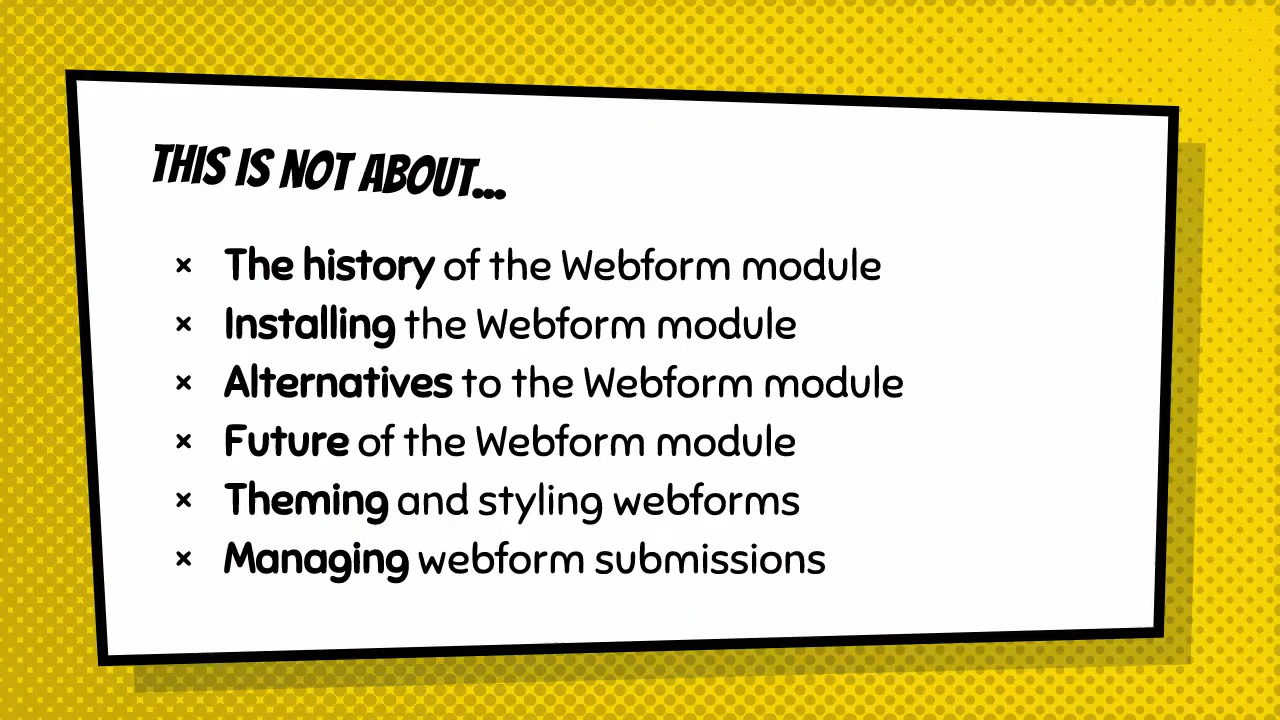 THIS IS NOT ABOUT...
× The history of the Webform module
× Installing the Webform module
× Alternatives to the Webform module
× Future of the Webform module
× Theming and styling webforms
× Managing webform submissions